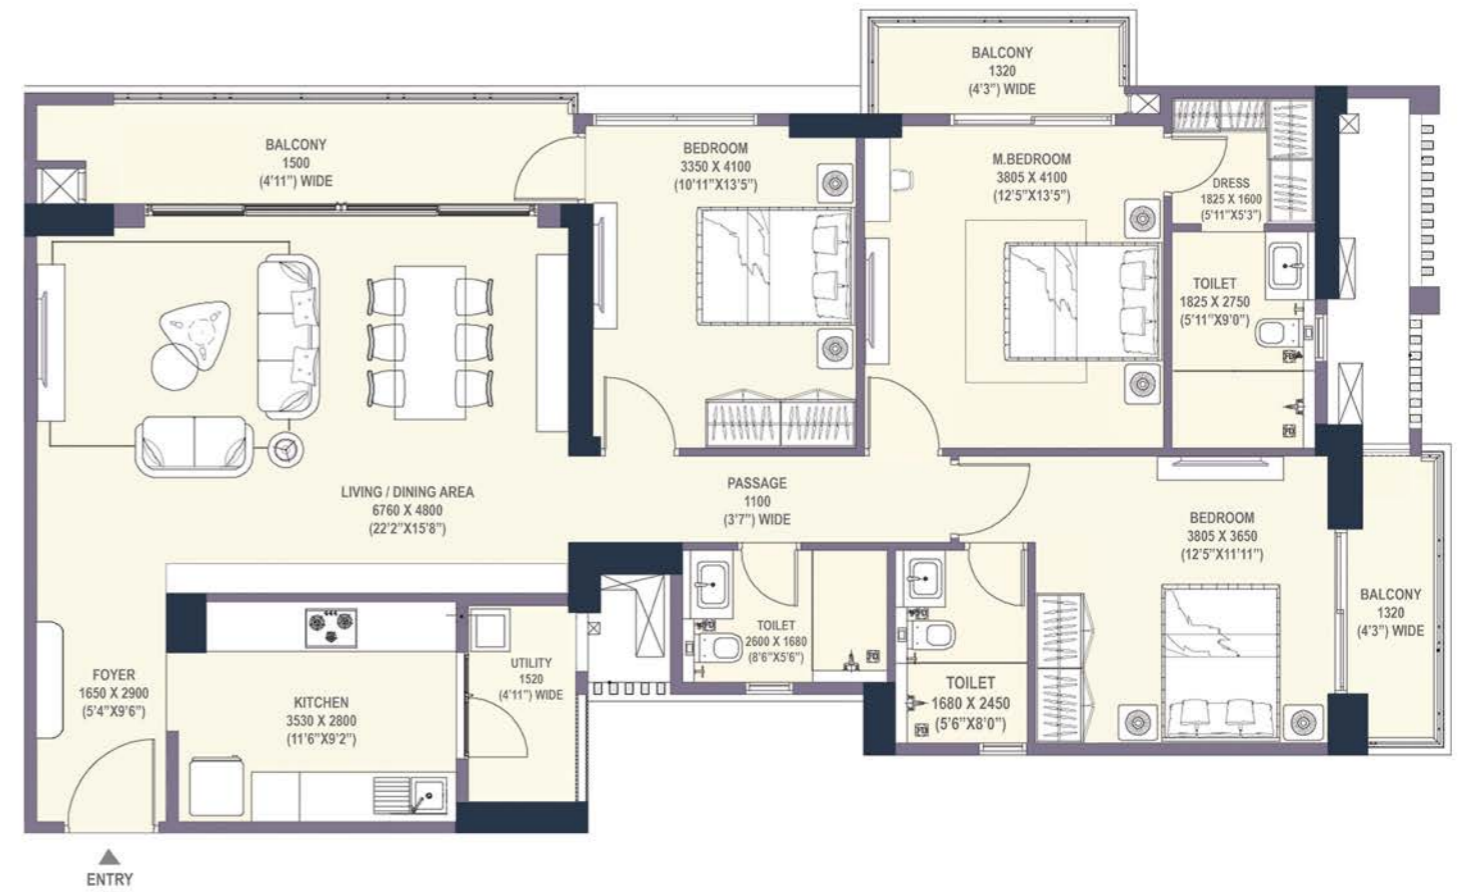 BALCONY
1320
(4'3") WIDE
BALCONY
1500
(4'11") WIDE
BEDROOM
3350 X 4100
(10'11"X13'5")
M.BEDROOM
3805 X 4100
(12'5"X13'5")
DRESS
1825 X 1600
(5'11"X5'3")
TOILET
1825 X 2750
(5'11"X9'0")
LIVING / DINING AREA
6760 X 4800
(22'2"X15'8")
PASSAGE
1100
(3'7") WIDE
BEDROOM
3805 X 3650
(12'5"X11'11")
BALCONY
1320
(4'3") WIDE
TOILET
2600 X 1680
(8'6"X5'6")
UTILITY
1520
(4'11") WIDE
FOYER
1650 X 2900
(5'4"X9'6")
KITCHEN
3530 X 2800
(11'6"X9'2")
TOILET
1680 X 2450
(5'6"X8'0")
ENTRY